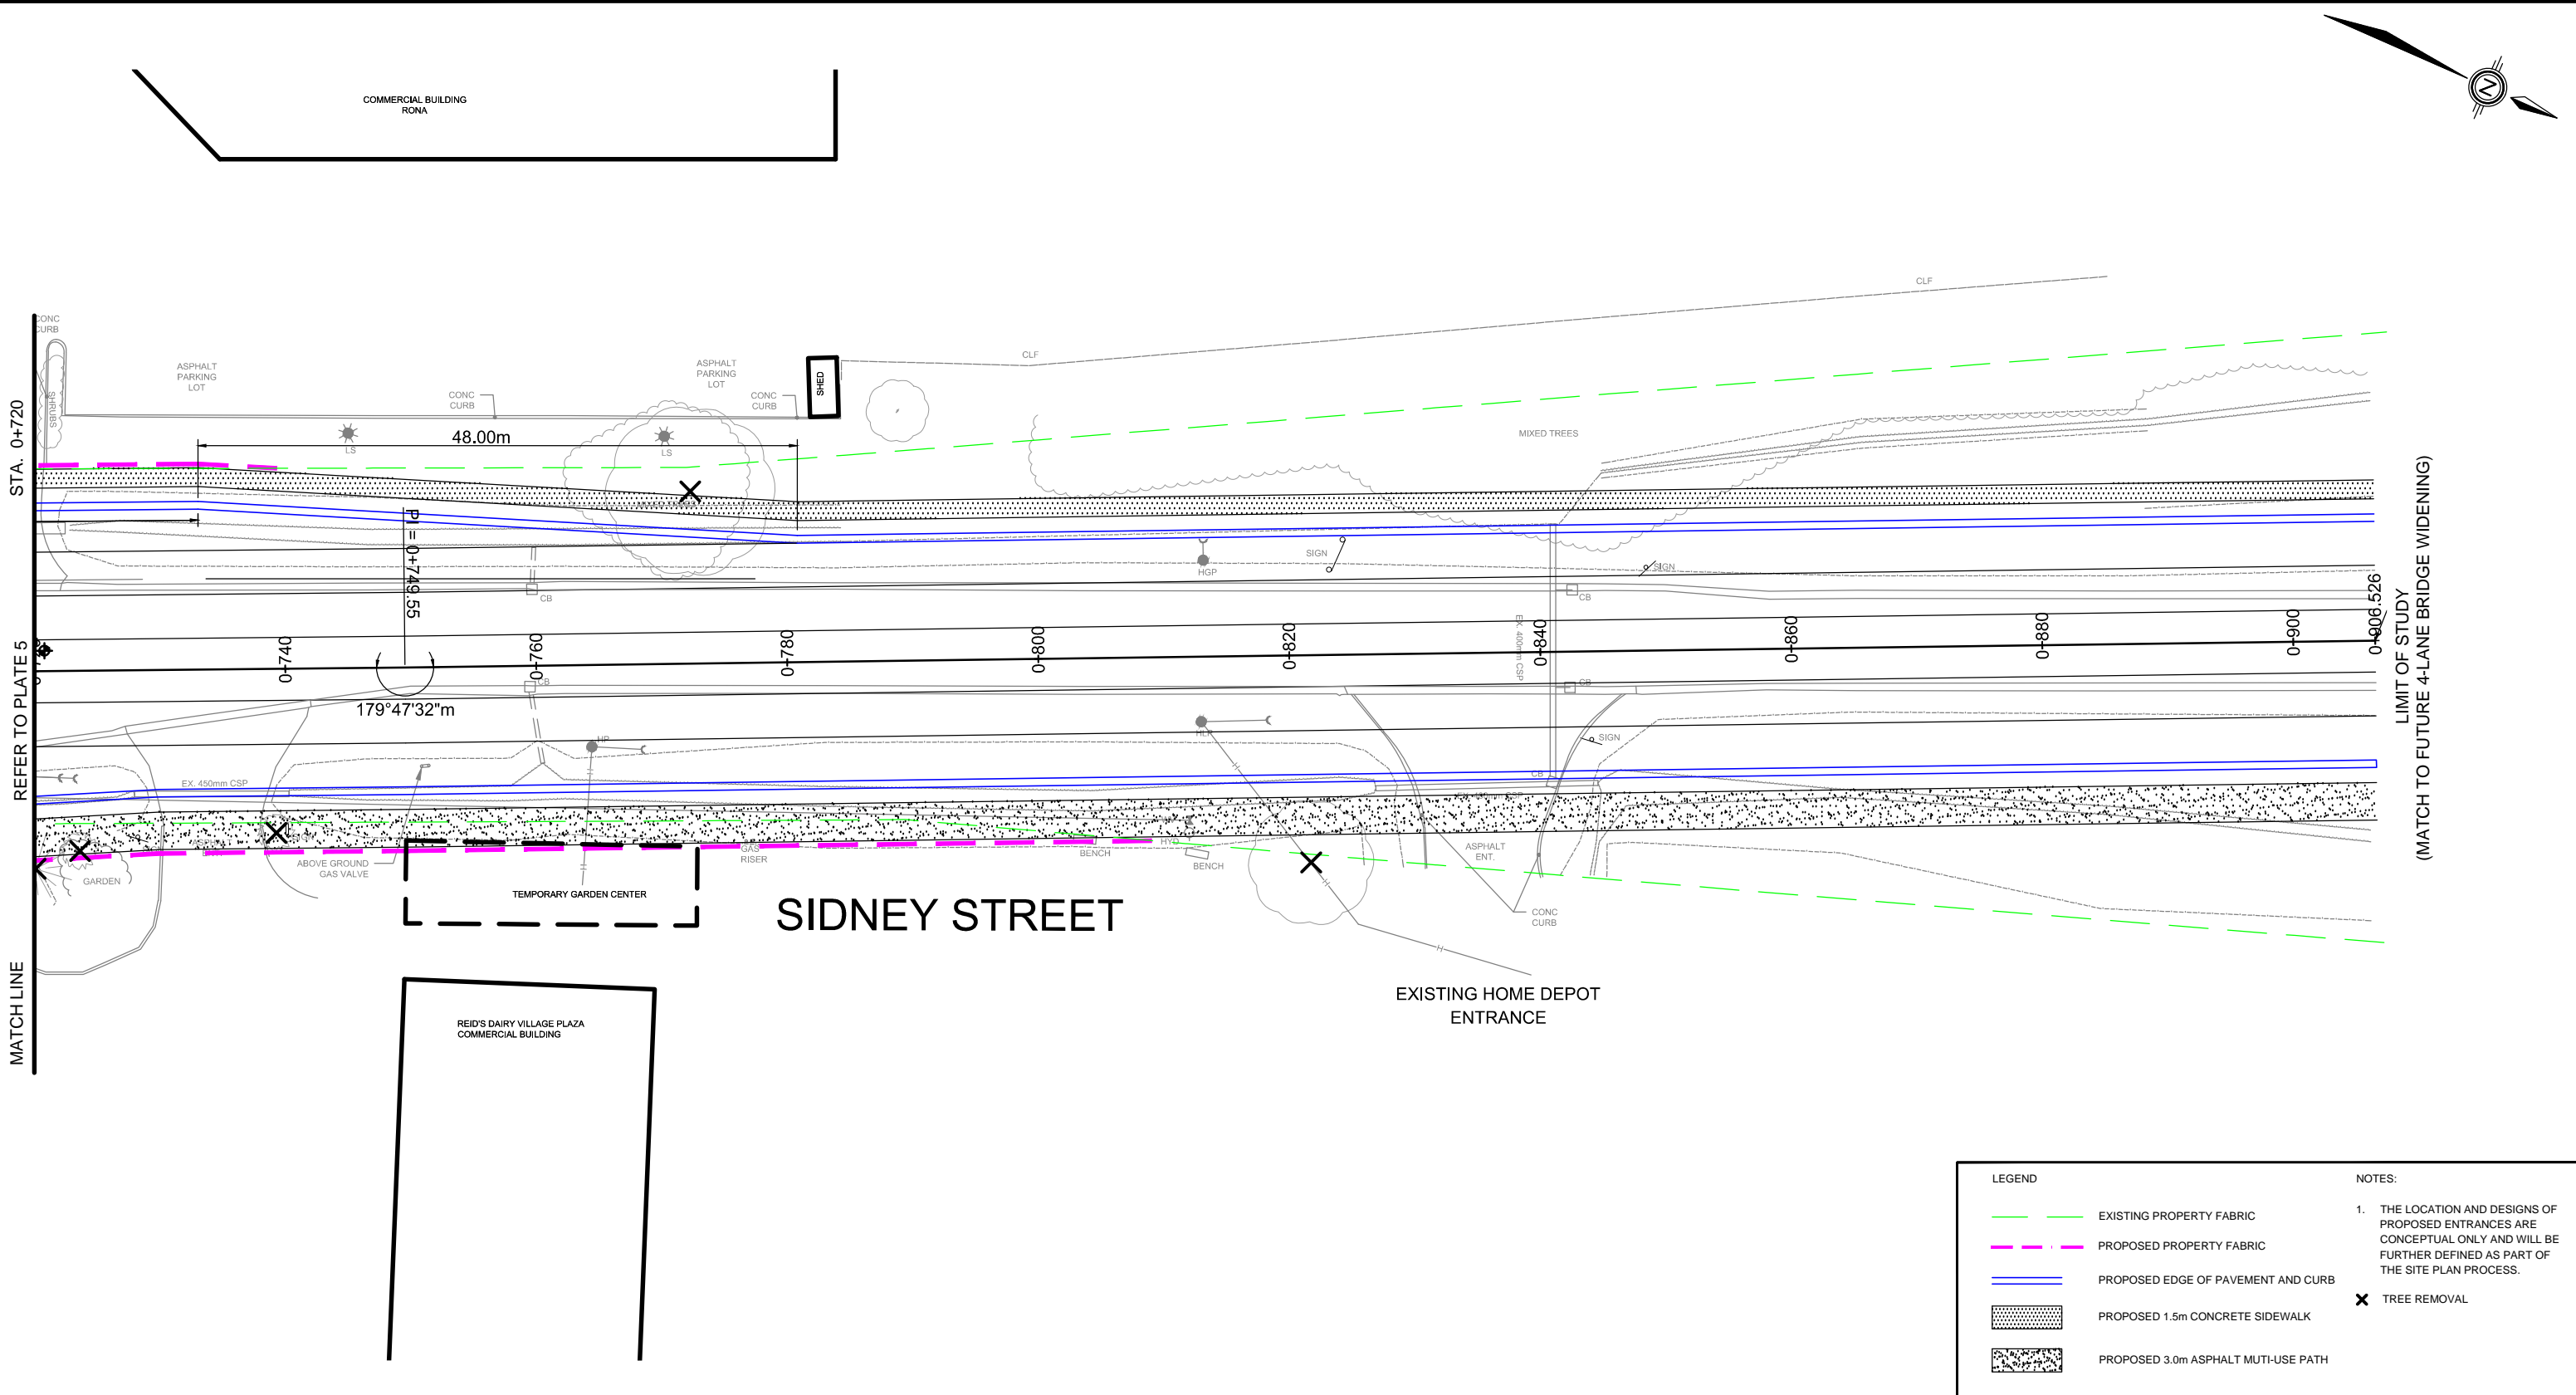 COMMERCIAL BUILDING
RONA
N
CLF
CLF
CONC
CURB
SHRUBS
ASPHALT
PARKING
LOT
CONC
CURB
ASPHALT
PARKING
LOT
CONC
CURB
SHED
48.00m
LS
LS
MIXED TREES
STA. 0+720
REFER TO PLATE 5
MATCH LINE
PI = 0+749.55
CB
HGP
SIGN
SIGN
CB
EX. 400mm CSP
0+740
0+760
0+780
0+800
0+820
0+840
0+860
0+880
0+900
0+906.526
LIMIT OF STUDY
(MATCH TO FUTURE 4-LANE BRIDGE WIDENING)
179°47'32"m
CB
CB
HP
HLP
SIGN
CB
EX. 450mm CSP
GARDEN
ABOVE GROUND
GAS VALVE
GAS
RISER
BENCH
HYD
BENCH
ASPHALT
ENT.
CONC
CURB
TEMPORARY GARDEN CENTER
SIDNEY STREET
EXISTING HOME DEPOT
ENTRANCE
REID'S DAIRY VILLAGE PLAZA
COMMERCIAL BUILDING
LEGEND
EXISTING PROPERTY FABRIC
PROPOSED PROPERTY FABRIC
PROPOSED EDGE OF PAVEMENT AND CURB
PROPOSED 1.5m CONCRETE SIDEWALK
PROPOSED 3.0m ASPHALT MUTI-USE PATH
NOTES:
1. THE LOCATION AND DESIGNS OF
PROPOSED ENTRANCES ARE
CONCEPTUAL ONLY AND WILL BE
FURTHER DEFINED AS PART OF
THE SITE PLAN PROCESS.
TREE REMOVAL